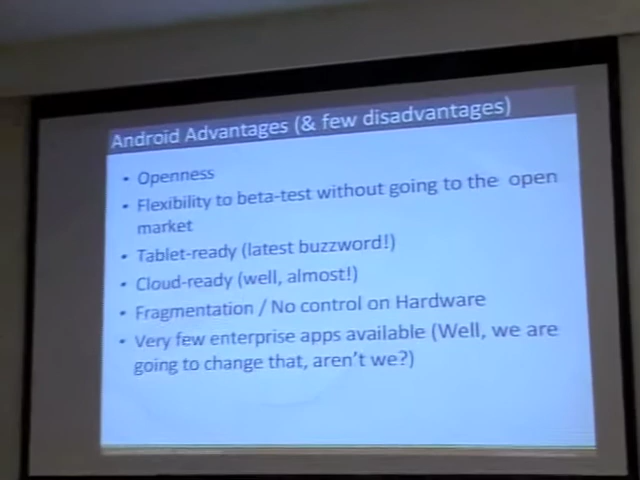 Android Advantages (& few disadvantages)
• Openness
• Flexibility to beta-test without going to the open
market
• Tablet-ready (latest buzzword!)
• Cloud-ready (well, almost!)
• Fragmentation / No control on Hardware
• Very few enterprise apps available (Well, we are
going to change that, aren't we?)